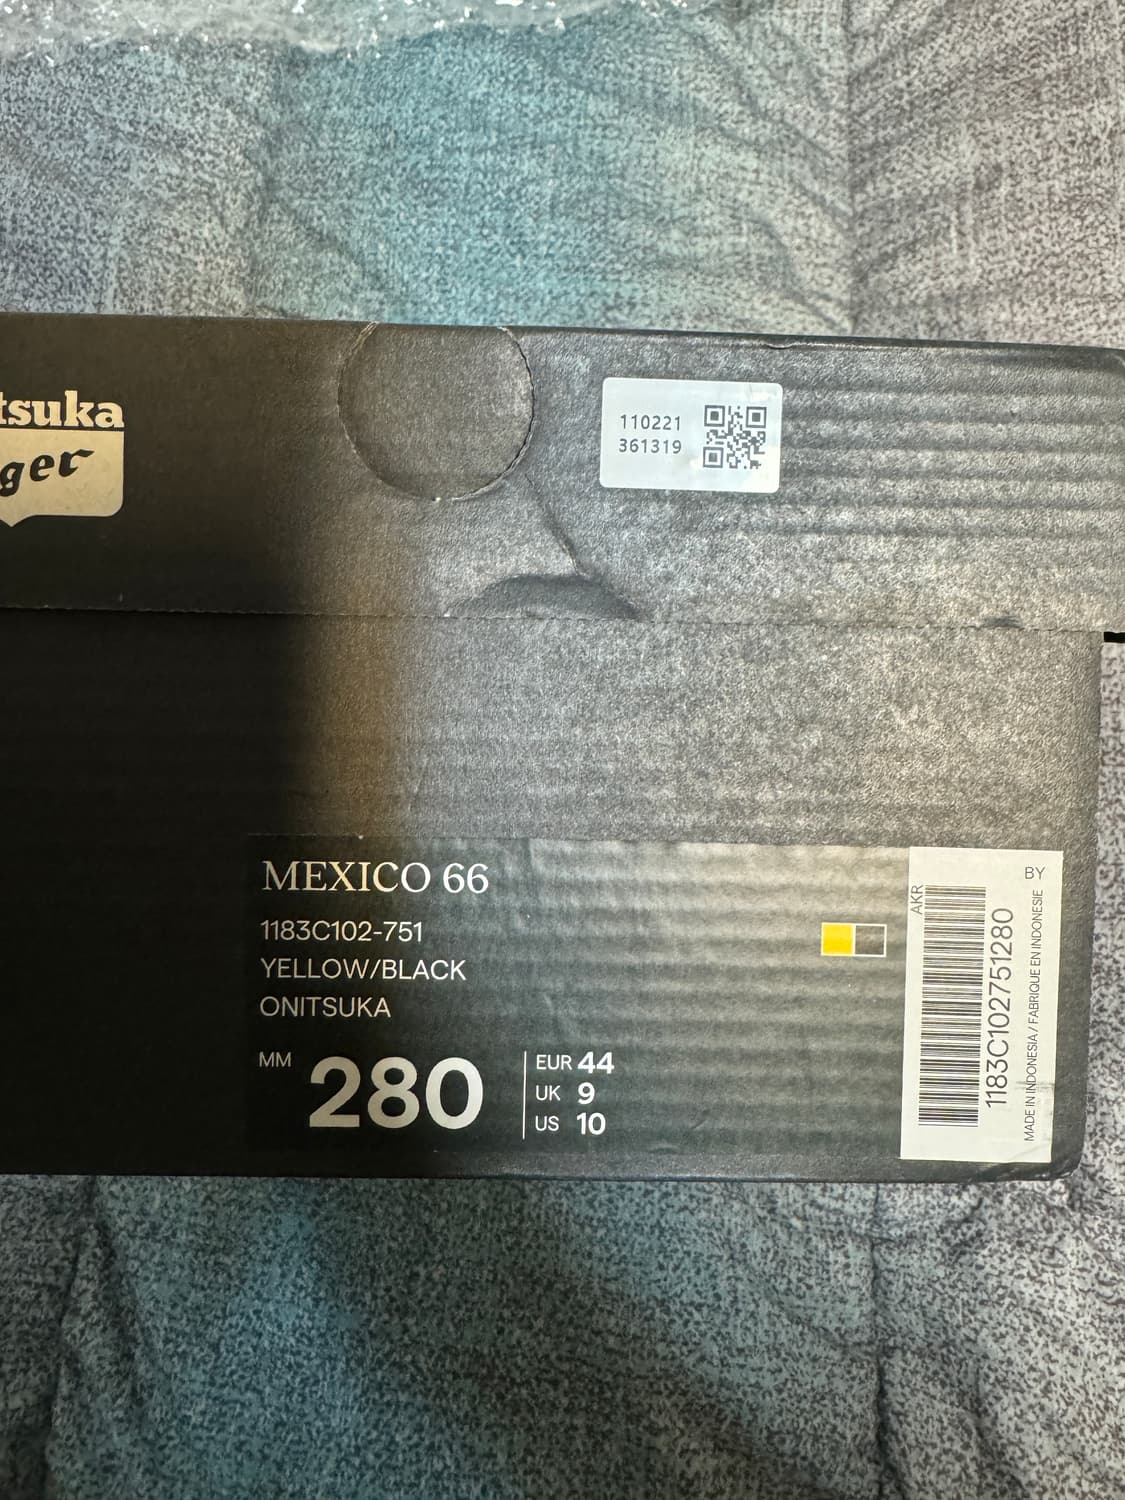 tsuka
ger
110221
361319
MEXICO 66
1183C102-751
YELLOW/BLACK
ONITSUKA
MM 280
EUR 44
UK 9
US 10
AKR
BY
1183C102751280
MADE IN INDONESIA / FABRIQUE EN INDONESIE